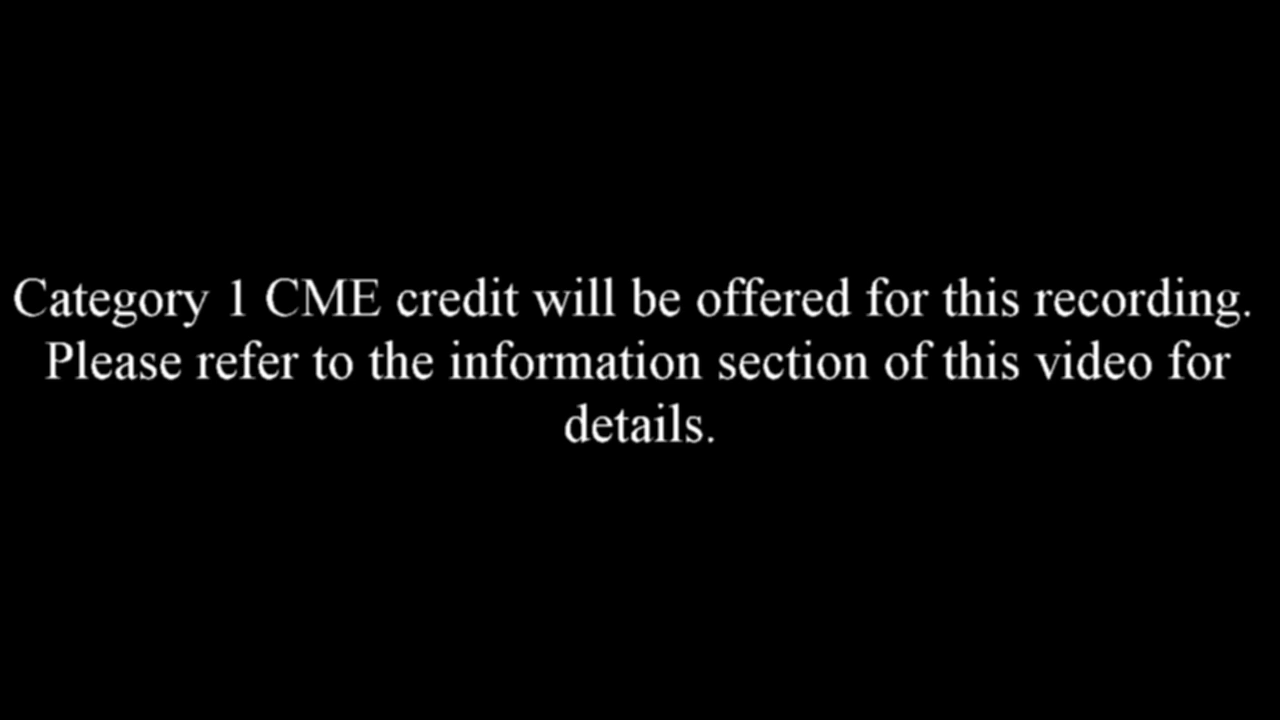 Category 1 CME credit will be offered for this recording.
Please refer to the information section of this video for
details.